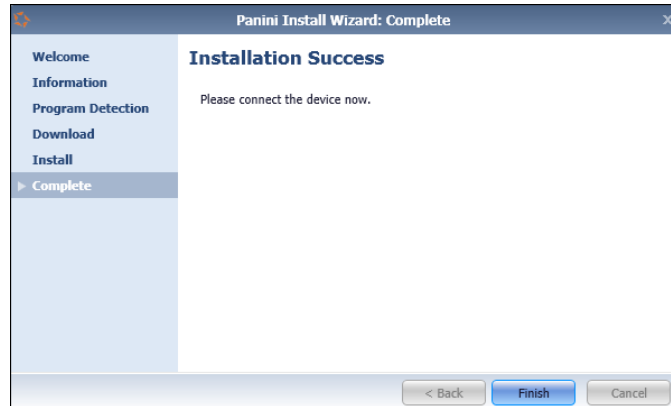 Panini Install Wizard: Complete
x
Welcome
Information
Program Detection
Download
Install
Complete
Installation Success
Please connect the device now.
< Back
Finish
Cancel